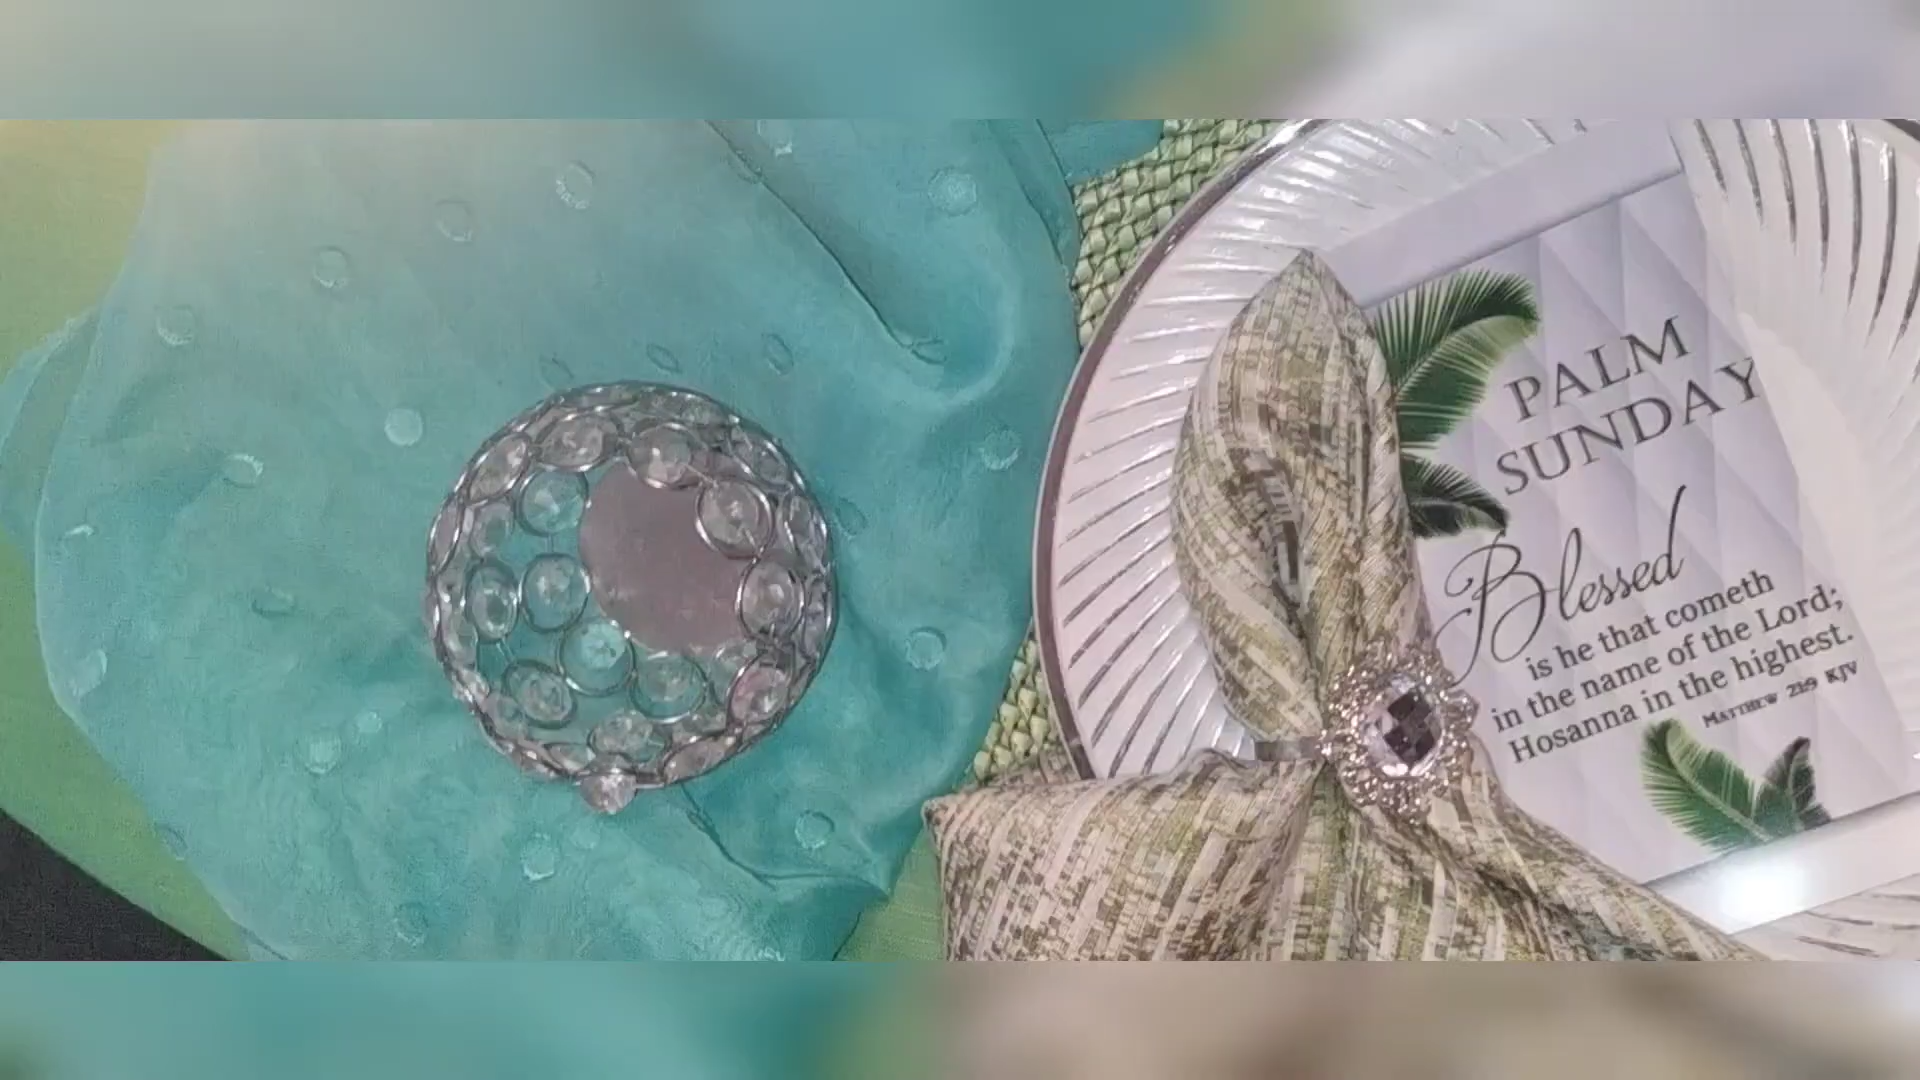 PALM
SUNDAY
Blessed
is he that cometh
in the name of the Lord;
Hosanna in the highest.
MATTHEW 21:9 KJV